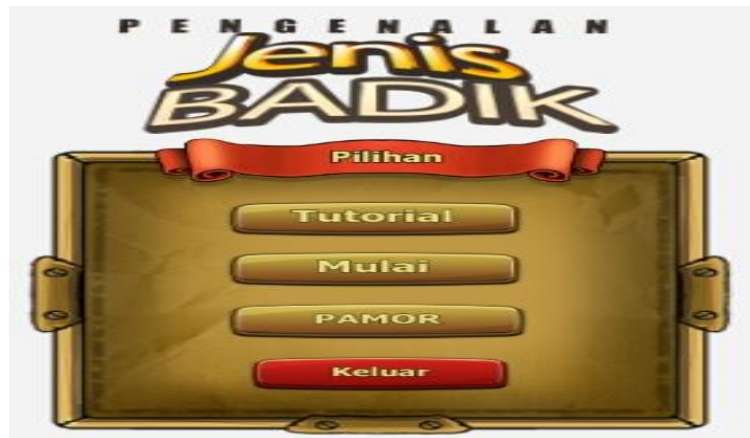 PENGENALAN
Jenis
BADIK
Pilihan
Tutorial
Mulai
PAMOR
Keluar